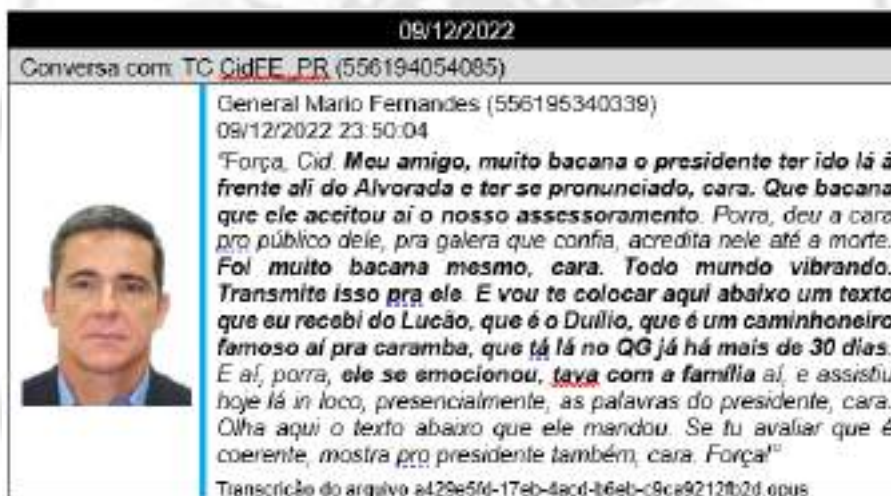 09/12/2022
Conversa com: TC CidFE_PR (556194054085)
General Mario Fernandes (556195340339)
09/12/2022 23:50:04
"Força, Cid. Meu amigo, muito bacana o presidente ter ido lá à
frente ali do Alvorada e ter se pronunciado, cara. Que bacana
que ele aceitou aí o nosso assessoramento. Porra, deu a cara
pro público dele, pra galera que confia, acredita nele até a morte.
Foi muito bacana mesmo, cara. Todo mundo vibrando.
Transmite isso pra ele. E vou te colocar aqui abaixo um texto
que eu recebi do Lucão, que é o Duílio, que é um caminhoneiro
famoso aí pra caramba, que tá lá no QG já há mais de 30 dias.
E aí, porra, ele se emocionou, tava com a família aí, e assistiu
hoje lá in loco, presencialmente, as palavras do presidente, cara.
Olha aqui o texto abaixo que ele mandou. Se tu avaliar que é
coerente, mostra pro presidente também, cara. Força!"
Transcrição do arquivo a429e5fd-17eb-4acd-b6eb-c9ca9212fb2d.opus